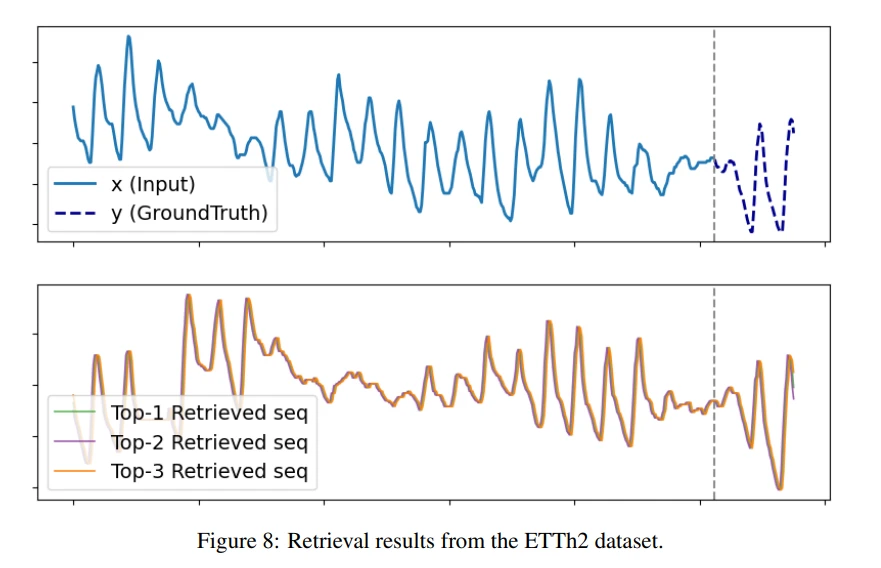 x (Input)
y (GroundTruth)
Top-1 Retrieved seq
Top-2 Retrieved seq
Top-3 Retrieved seq
Figure 8: Retrieval results from the ETTh2 dataset.